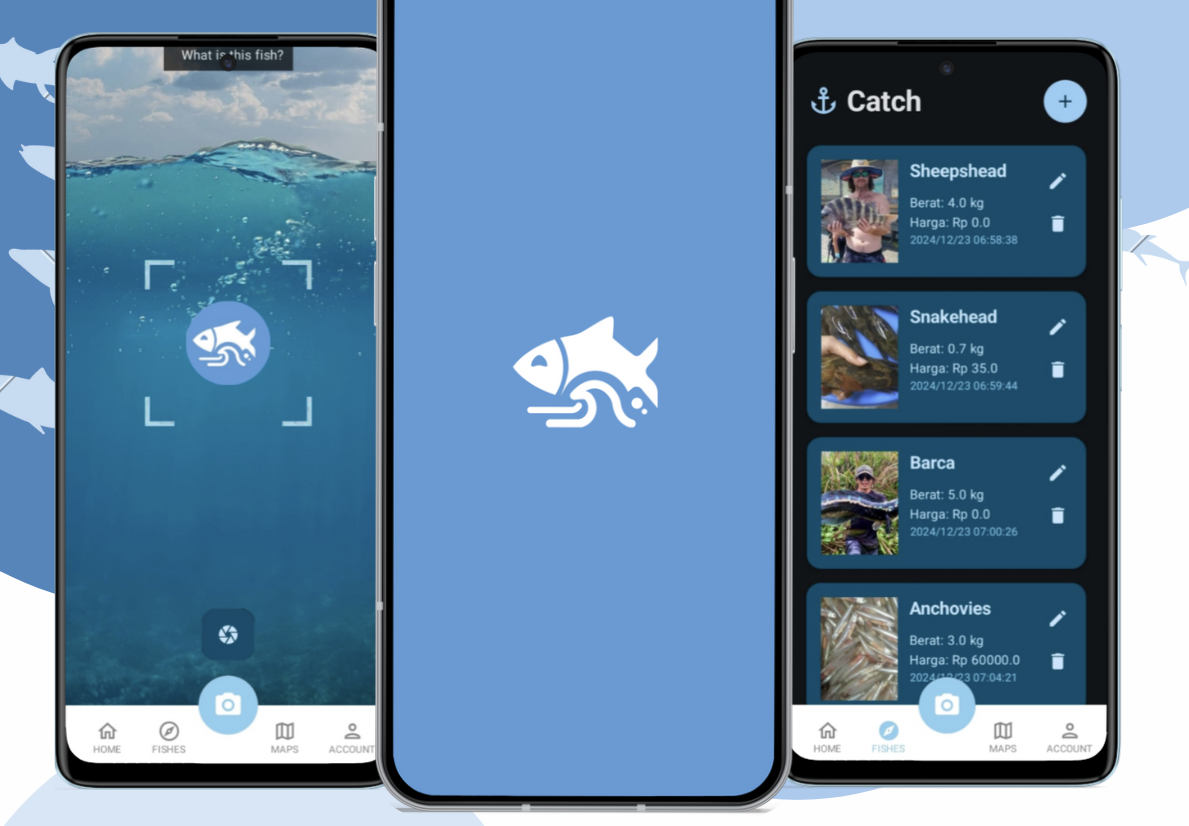 What is this fish?
HOME
FISHES
MAPS
ACCOUNT
Catch
Sheepshead
Berat: 4.0 kg
Harga: Rp 0.0
2024/12/23 06:58:38
Snakehead
Berat: 0.7 kg
Harga: Rp 35.0
2024/12/23 06:59:44
Barca
Berat: 5.0 kg
Harga: Rp 0.0
2024/12/23 07:00:26
Anchovies
Berat: 3.0 kg
Harga: Rp 60000.0
2024/12/23 07:04:21
HOME
FISHES
MAPS
ACCOUNT